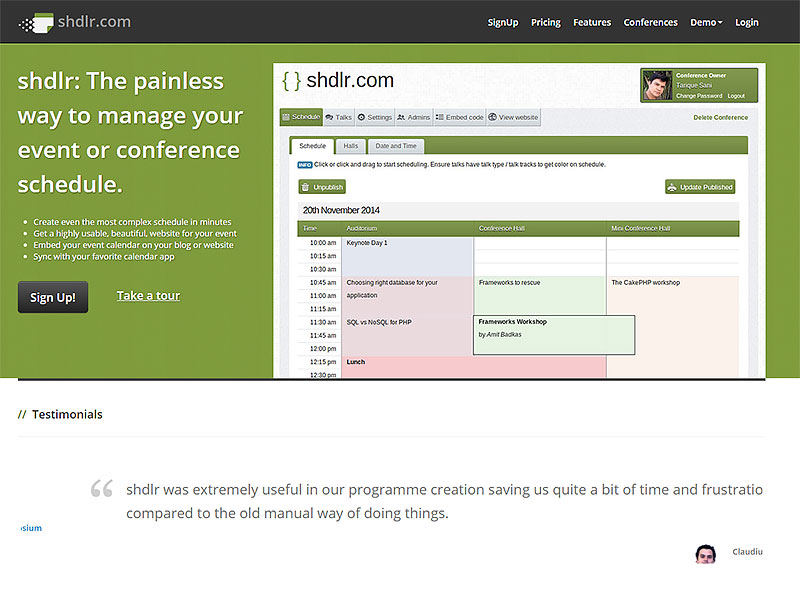 shdlr.com
SignUp Pricing Features Conferences Demo Login
shdlr: The painless
way to manage your
event or conference
schedule.
Create even the most complex schedule in minutes
Get a highly usable, beautiful, website for your event
Embed your event calendar on your blog or website
Sync with your favorite calendar app
Sign Up! Take a tour
{ } shdlr.com
Conference Owner
Tarique Sani
Change Password Logout
Schedule Talks Settings Admins Embed code View website
Delete Conference
Schedule Halls Date and Time
INFO Click or click and drag to start scheduling. Ensure talks have talk type / talk tracks to get color on schedule.
Unpublish Update Published
20th November 2014
Time Auditorium Conference Hall Mini Conference Hall
10:00 am Keynote Day 1
10:15 am
10:30 am
10:45 am Choosing right database for your Frameworks to rescue The CakePHP workshop
11:00 am application
11:15 am
11:30 am SQL vs NoSQL for PHP Frameworks Workshop
11:45 am by Amit Badkas
12:00 pm
12:15 pm Lunch
12:30 pm
// Testimonials
“ shdlr was extremely useful in our programme creation saving us quite a bit of time and frustratio
compared to the old manual way of doing things.
sium
Claudiu